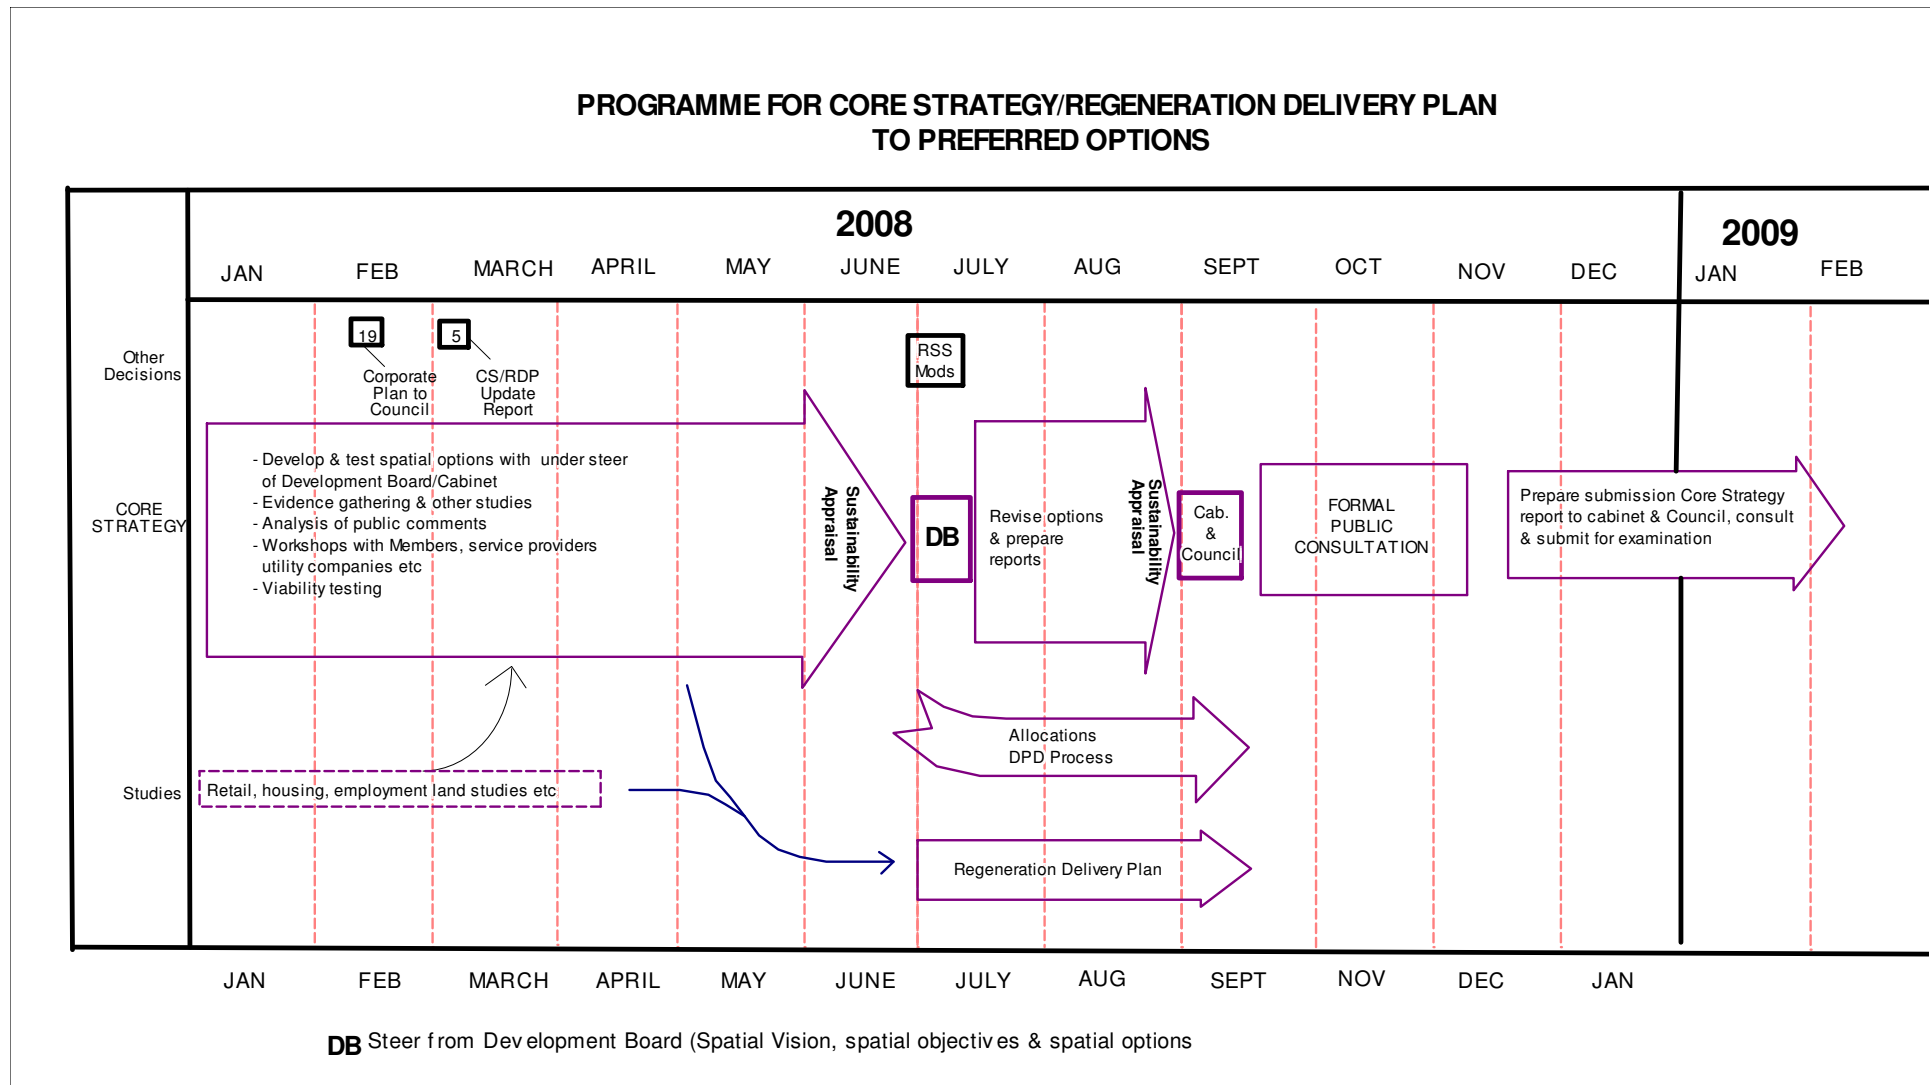 PROGRAMME FOR CORE STRATEGY/REGENERATION DELIVERY PLAN
TO PREFERRED OPTIONS
2008
2009
JAN FEB MARCH APRIL MAY JUNE JULY AUG SEPT OCT NOV DEC JAN FEB
Other
Decisions
19
Corporate
Plan to
Council
5
CS/RDP
Update
Report
RSS
Mods
CORE
STRATEGY
- Develop & test spatial options with under steer
of Development Board/Cabinet
- Evidence gathering & other studies
- Analysis of public comments
- Workshops with Members, service providers
utility companies etc
- Viability testing
Sustainability
Appraisal
DB
Revise options
& prepare
reports
Sustainability
Appraisal
Cab.
&
Council
FORMAL
PUBLIC
CONSULTATION
Prepare submission Core Strategy
report to cabinet & Council, consult
& submit for examination
Allocations
DPD Process
Studies
Retail, housing, employment land studies etc
Regeneration Delivery Plan
JAN FEB MARCH APRIL MAY JUNE JULY AUG SEPT NOV DEC JAN
DB Steer from Development Board (Spatial Vision, spatial objectives & spatial options